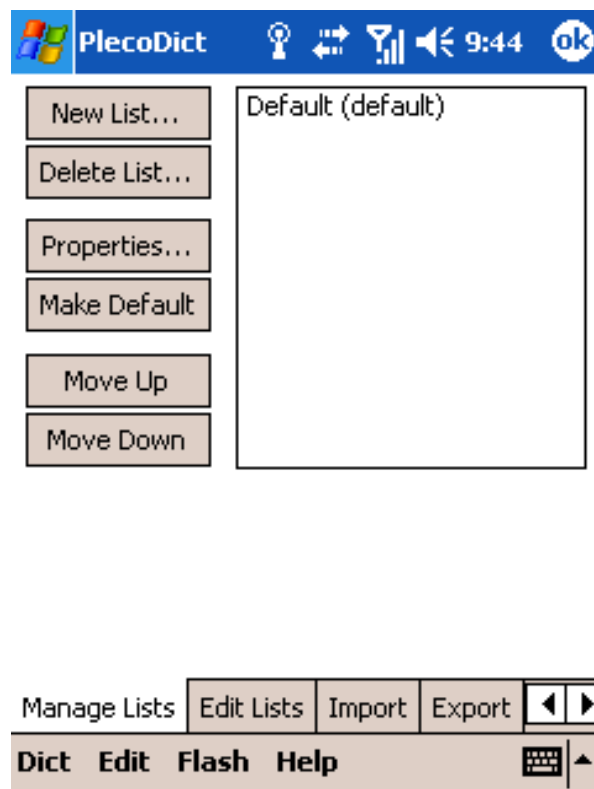 PlecoDict 9:44 ok
New List...
Delete List...
Properties...
Make Default
Move Up
Move Down
Default (default)
Manage Lists Edit Lists Import Export
Dict Edit Flash Help